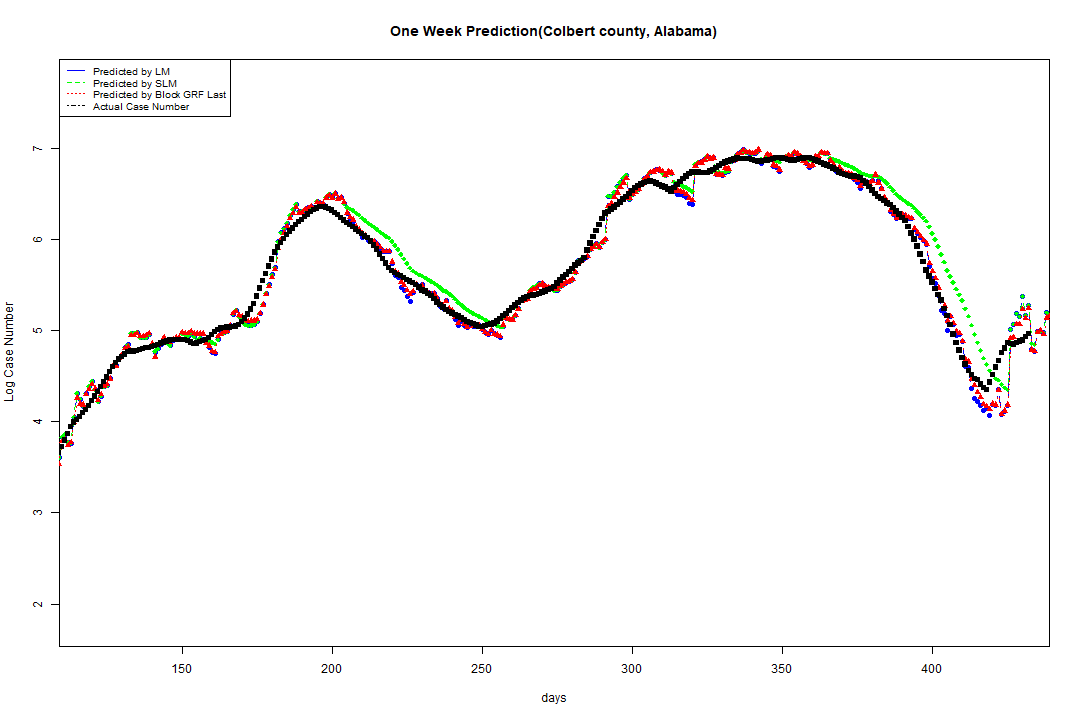 One Week Prediction(Colbert county, Alabama)
Predicted by LM
Predicted by SLM
Predicted by Block GRF Last
Actual Case Number
7
6
5
4
3
2
Log Case Number
150 200 250 300 350 400
days